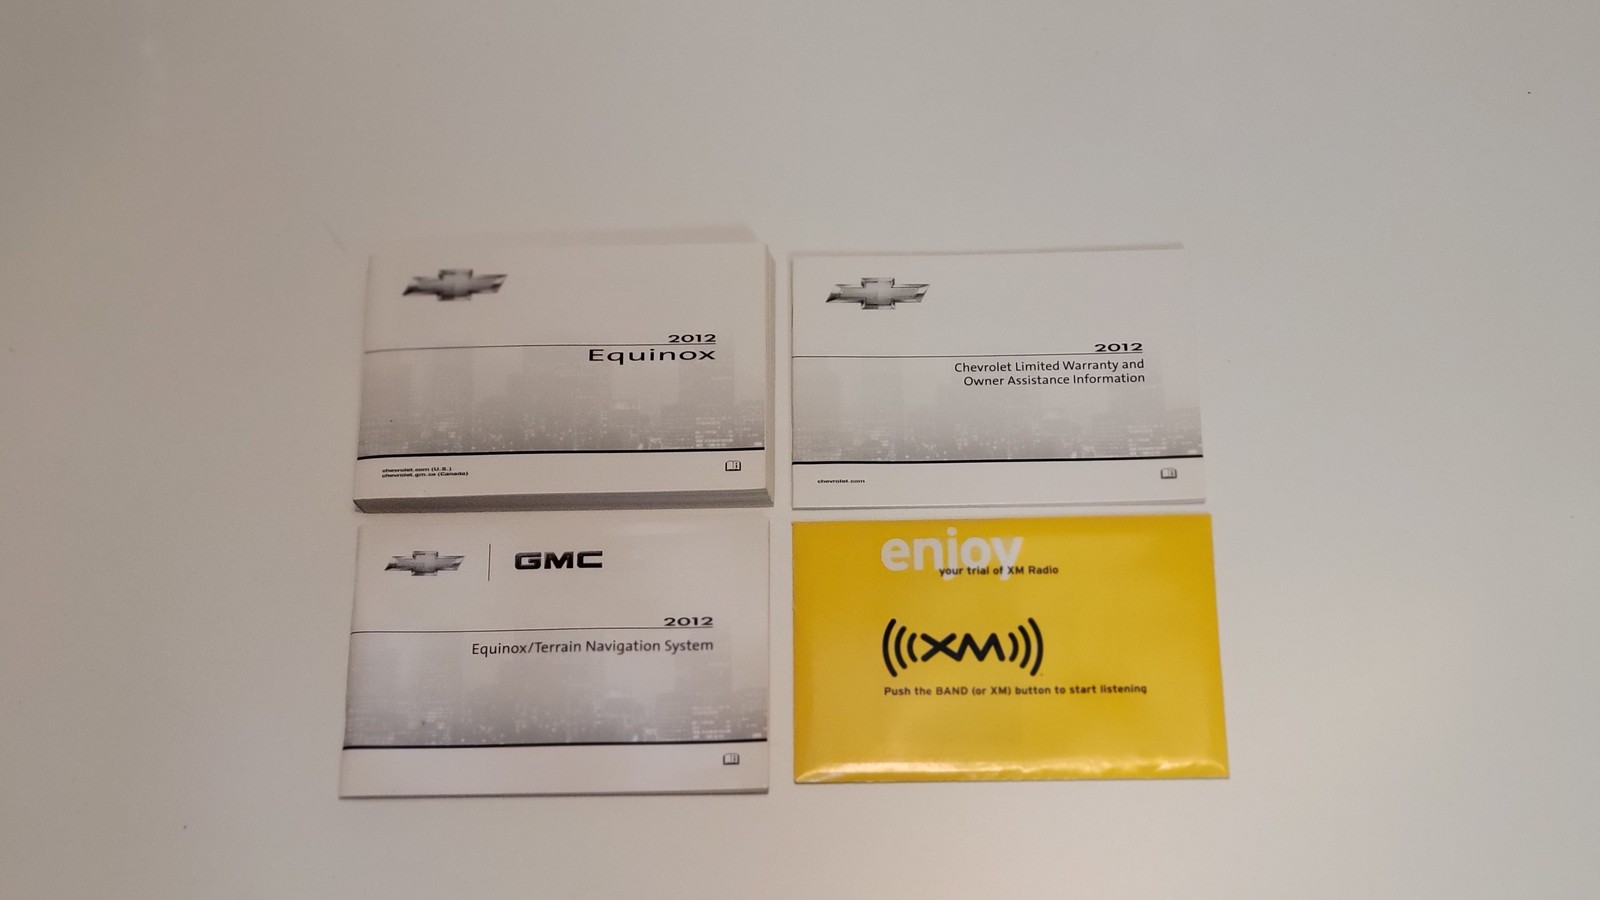 2012
Equinox
chevrolet.com (U.S.)
chevrolet.gm.ca (Canada)
2012
Chevrolet Limited Warranty and
Owner Assistance Information
chevrolet.com
GMC
2012
Equinox/Terrain Navigation System
enjoy
your trial of XM Radio
XM
Push the BAND (or XM) button to start listening